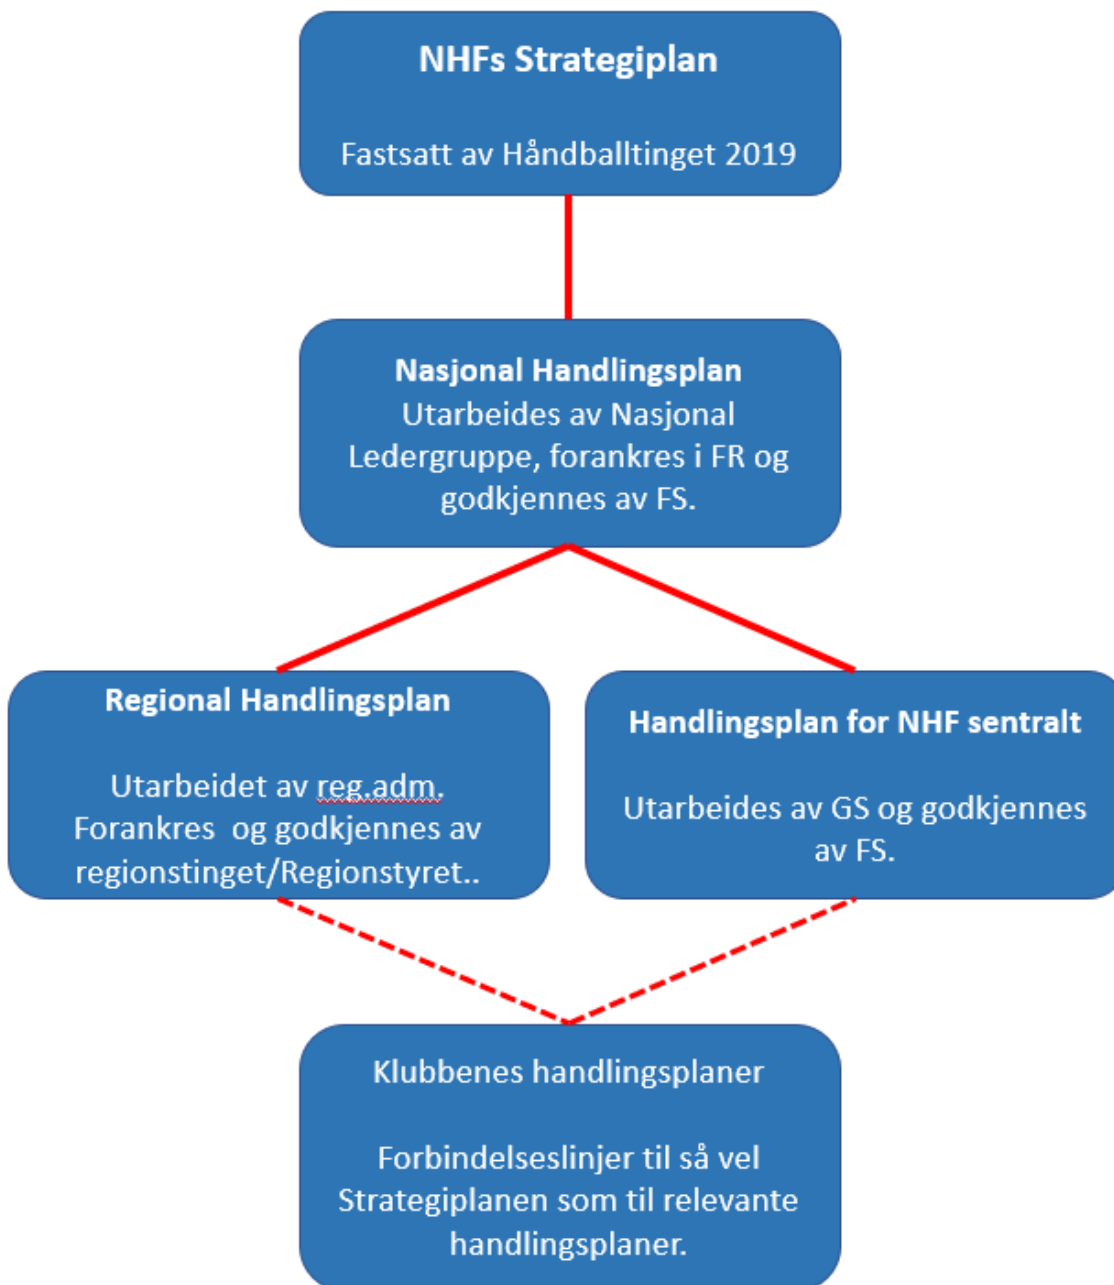 NHFs Strategiplan
Fastsatt av Håndballtinget 2019
Nasjonal Handlingsplan
Utarbeides av Nasjonal
Ledergruppe, forankres i FR og
godkjennes av FS.
Regional Handlingsplan
Utarbeidet av reg.adm.
Forankres  og godkjennes av
regionstinget/Regionstyret..
Handlingsplan for NHF sentralt
Utarbeides av GS og godkjennes
av FS.
Klubbenes handlingsplaner
Forbindelseslinjer til så vel
Strategiplanen som til relevante
handlingsplaner.